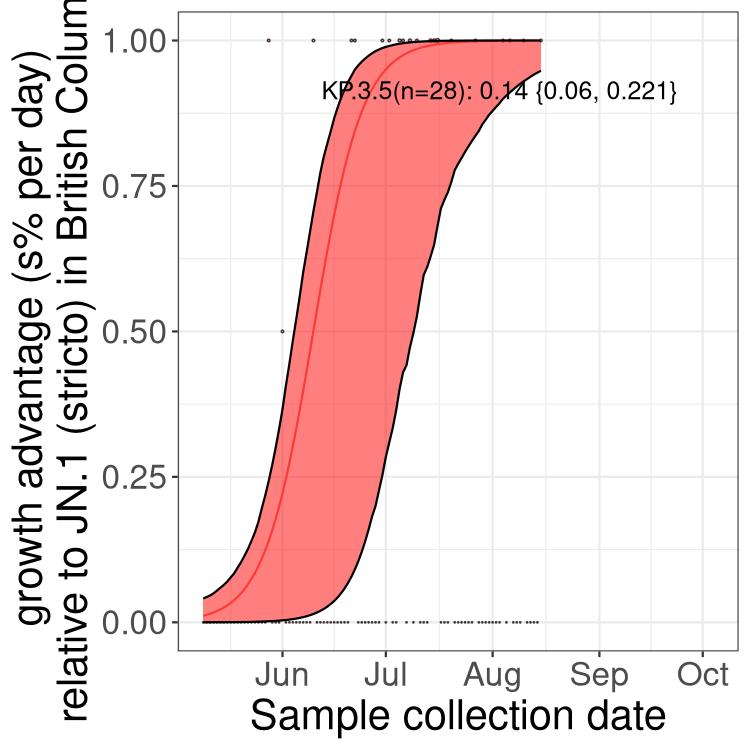 growth advantage (s% per day)
relative to JN.1 (stricto) in British Colum
1.00
0.75
0.50
0.25
0.00
KP.3.5(n=28): 0.14 {0.06, 0.221}
Jun Jul Aug Sep Oct
Sample collection date